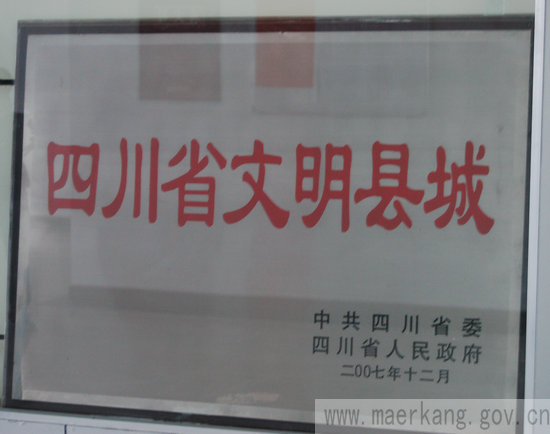 四川省文明县城
中共四川省委
四川省人民政府
二00七年十二月
www.maerkang.gov.cn